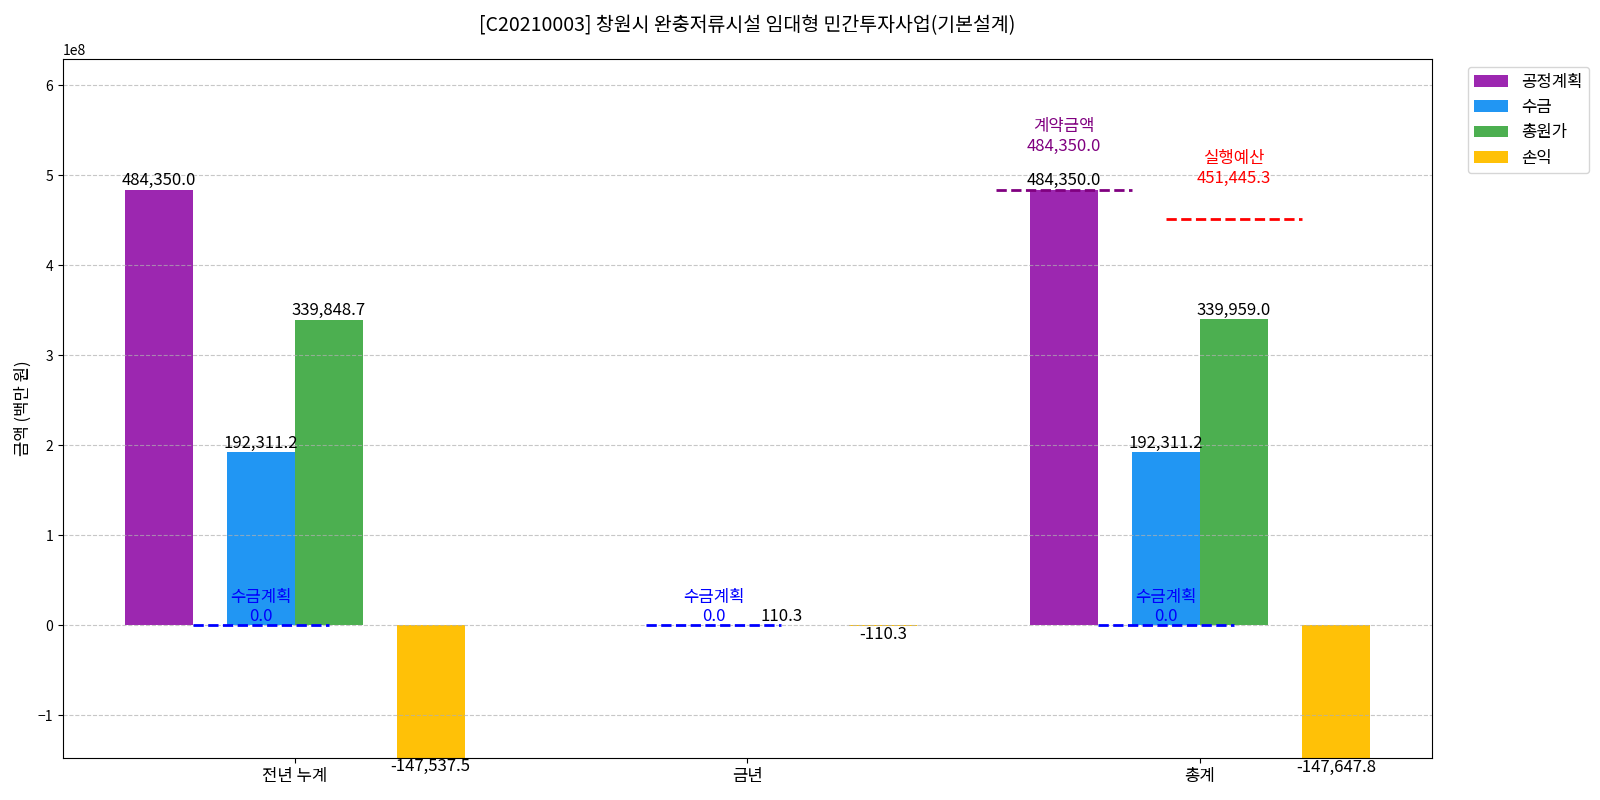 [C20210003] 창원시 완충저류시설 임대형 민간투자사업(기본설계)
1e8
금액 (백만 원)
6
5
4
3
2
1
0
−1
484,350.0
192,311.2
339,848.7
수금계획
0.0
-147,537.5
수금계획
0.0
110.3
-110.3
계약금액
484,350.0
484,350.0
실행예산
451,445.3
192,311.2
339,959.0
수금계획
0.0
-147,647.8
전년 누계
금년
총계
공정계획
수금
총원가
손익